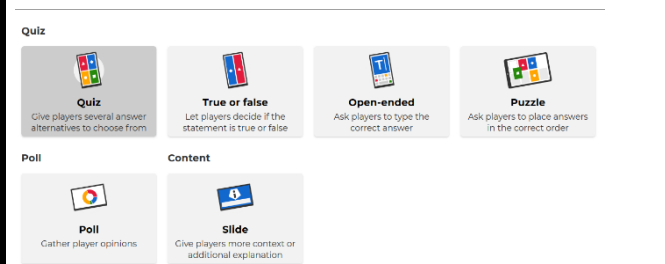 Quiz
Quiz
Give players several answer
alternatives to choose from
True or false
Let players decide if the
statement is true or false
Open-ended
Ask players to type the
correct answer
Puzzle
Ask players to place answers
in the correct order
Poll
Content
Poll
Gather player opinions
Slide
Give players more context or
additional explanation